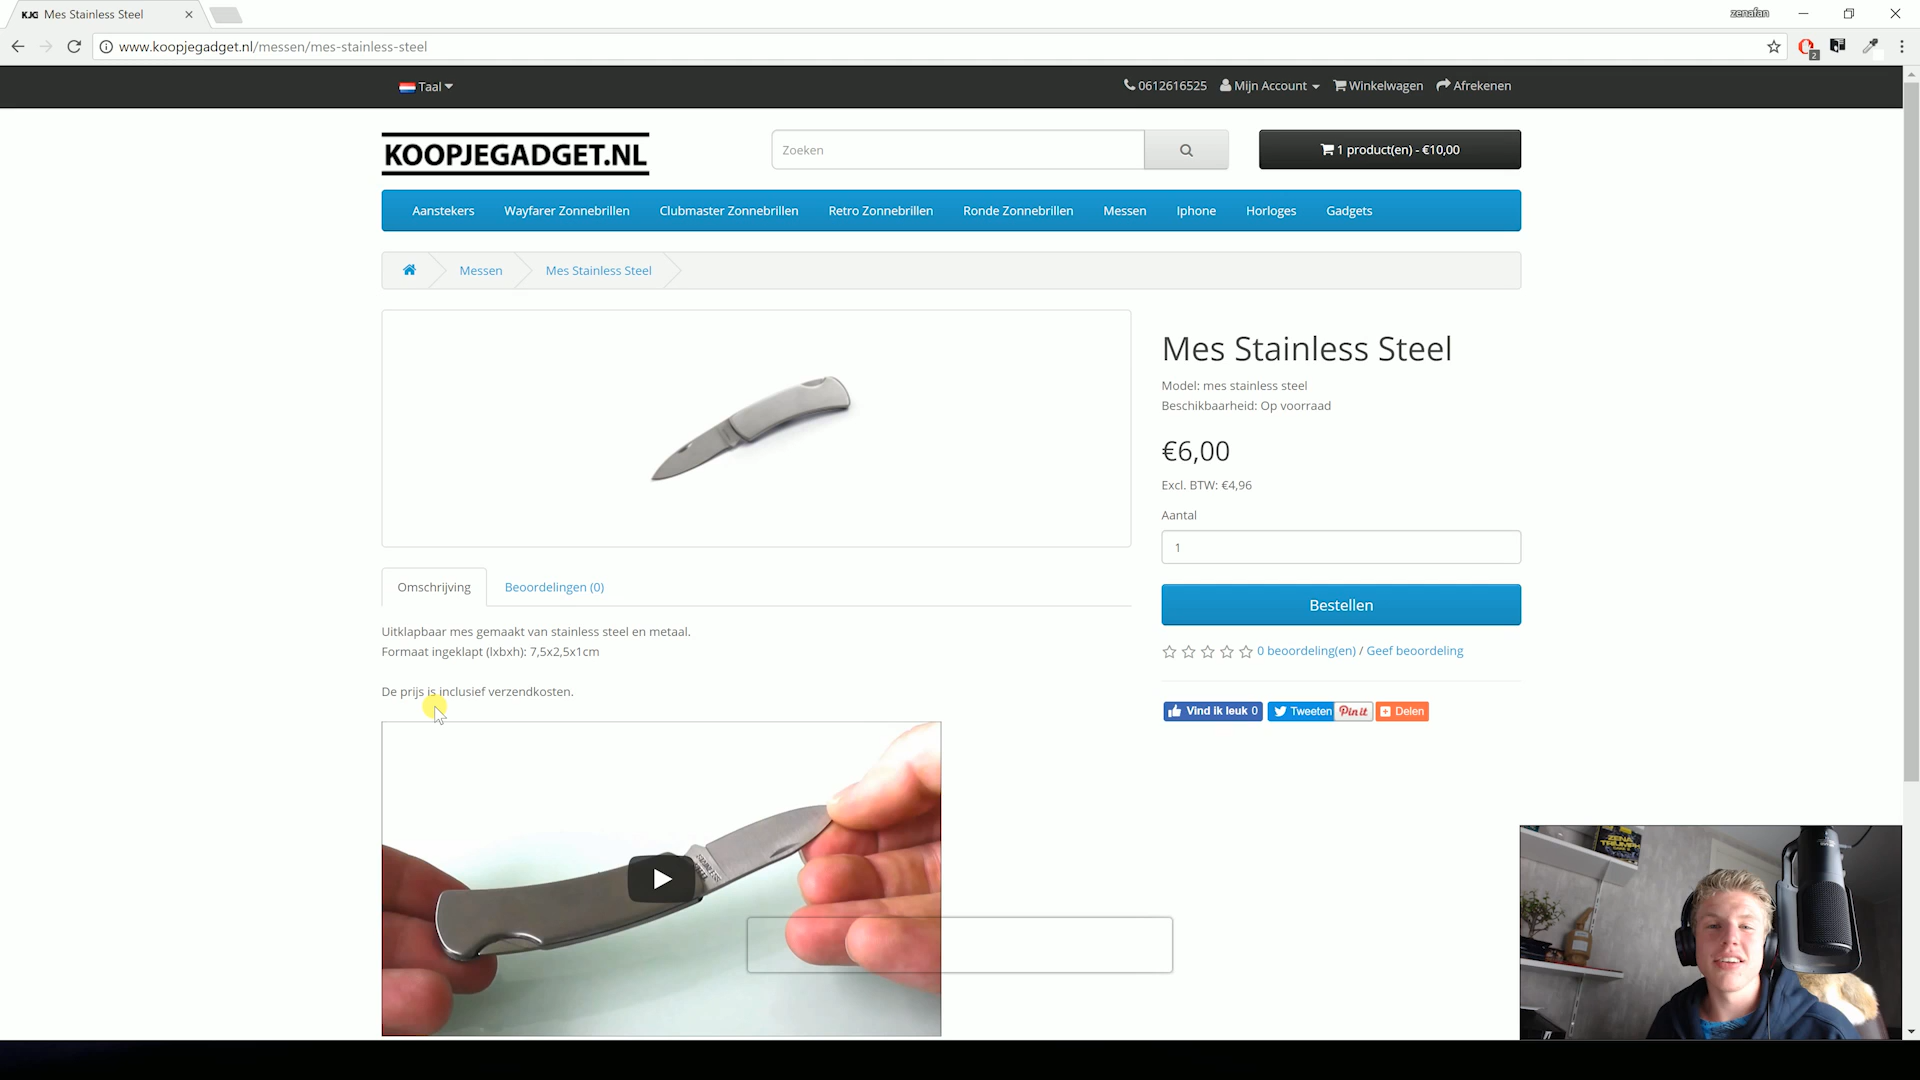 KJG Mes Stainless Steel
zenafan
www.koopjegadget.nl/messen/mes-stainless-steel
2
Taal
0612616525 Mijn Account Winkelwagen Afrekenen
KOOPJEGADGET.NL
Zoeken
1 product(en) - €10,00
Aanstekers Wayfarer Zonnebrillen Clubmaster Zonnebrillen Retro Zonnebrillen Ronde Zonnebrillen Messen Iphone Horloges Gadgets
Messen Mes Stainless Steel
Mes Stainless Steel
Model: mes stainless steel
Beschikbaarheid: Op voorraad
€6,00
Excl. BTW: €4,96
Aantal
1
Bestellen
0 beoordeling(en) / Geef beoordeling
Vind ik leuk 0 Tweeten Pin it Delen
Omschrijving Beoordelingen (0)
Uitklapbaar mes gemaakt van stainless steel en metaal.
Formaat ingeklapt (lxbxh): 7,5x2,5x1cm
De prijs is inclusief verzendkosten.